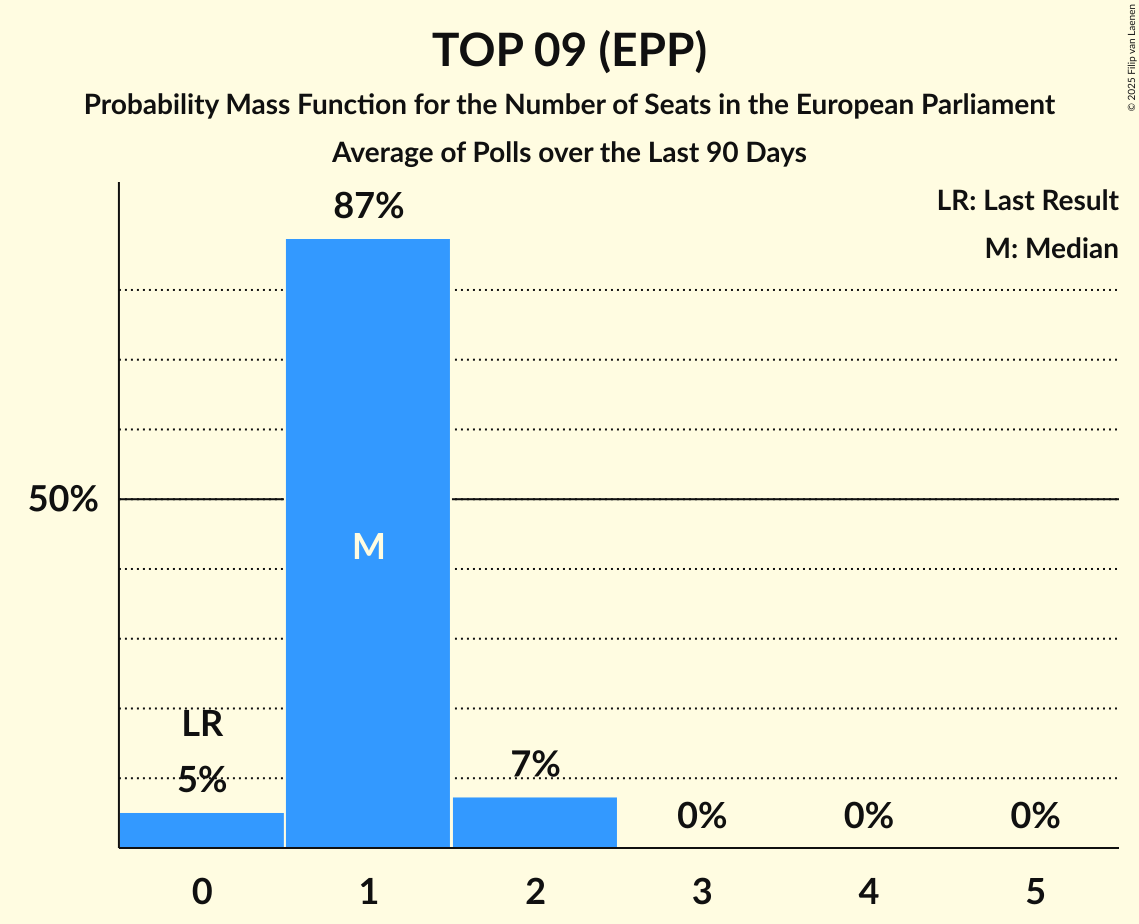 TOP 09 (EPP)
Probability Mass Function for the Number of Seats in the European Parliament
Average of Polls over the Last 90 Days
© 2025 Filip van Laenen
LR: Last Result
M: Median
87%
50%
M
LR
5%
7%
0%
0%
0%
0
1
2
3
4
5